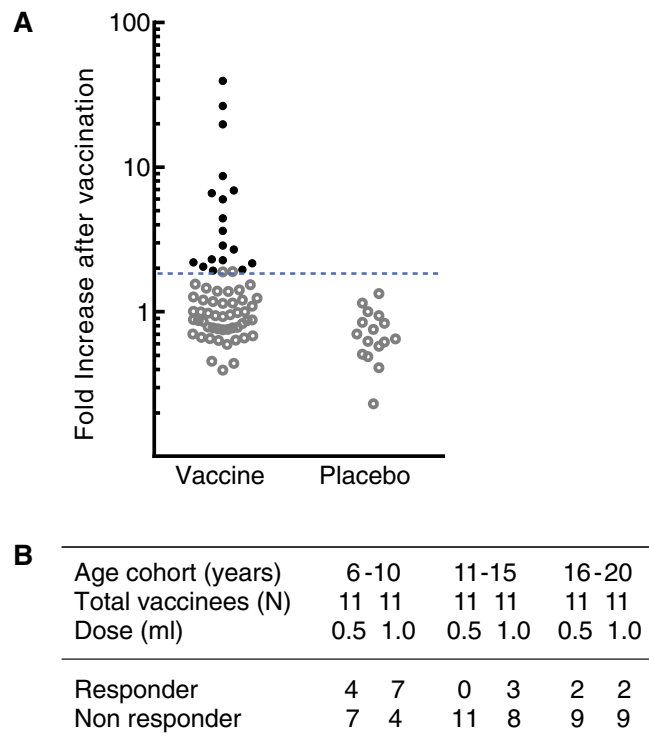 A
100
10
1
Fold Increase after vaccination
Vaccine Placebo
B
Age cohort (years) 6-10 11-15 16-20
Total vaccinees (N) 11 11 11 11 11 11
Dose (ml) 0.5 1.0 0.5 1.0 0.5 1.0
Responder 4 7 0 3 2 2
Non responder 7 4 11 8 9 9